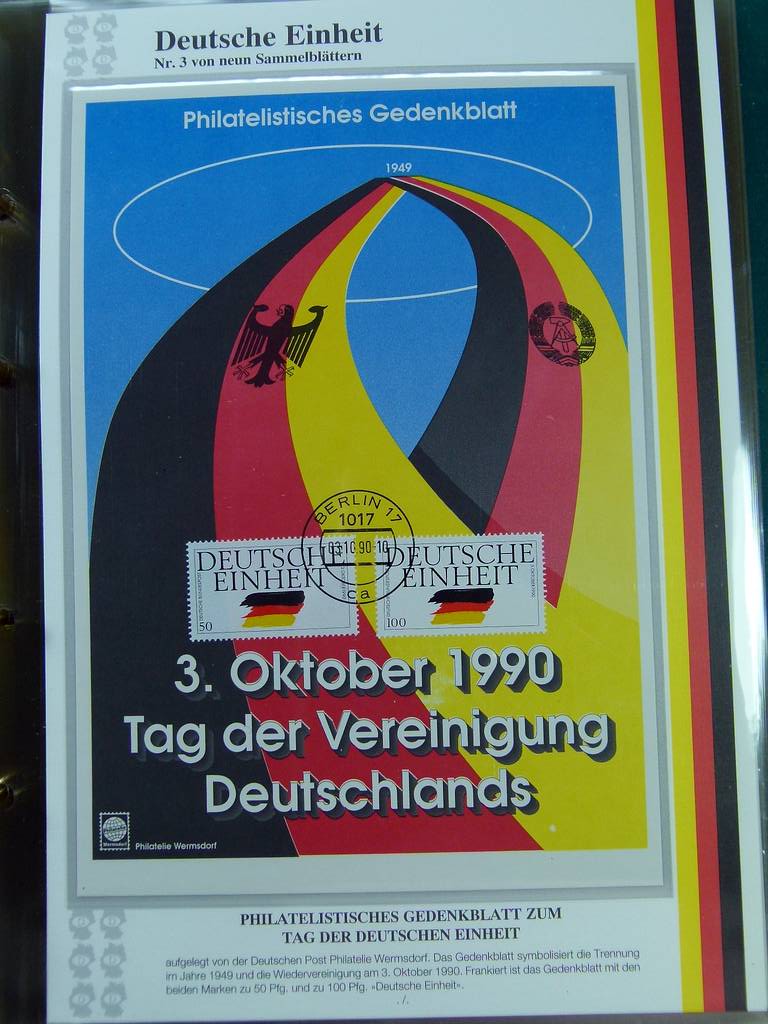 Deutsche Einheit
Nr. 3 von neun Sammelblättern
Philatelistisches Gedenkblatt
1949
BERLIN 17
1017
03.10.90-10
ca
DEUTSCHE
EINHEIT
50
DEUTSCHE
EINHEIT
100
3. Oktober 1990
Tag der Vereinigung
Deutschlands
Wermsdorf
Philatelie Wermsdorf
PHILATELISTISCHES GEDENKBLATT ZUM
TAG DER DEUTSCHEN EINHEIT
aufgelegt von der Deutschen Post Philatelie Wermsdorf. Das Gedenkblatt symbolisiert die Trennung
im Jahre 1949 und die Wiedervereinigung am 3. Oktober 1990. Frankiert ist das Gedenkblatt mit den
beiden Marken zu 50 Pfg. und zu 100 Pfg. »Deutsche Einheit«.
./.